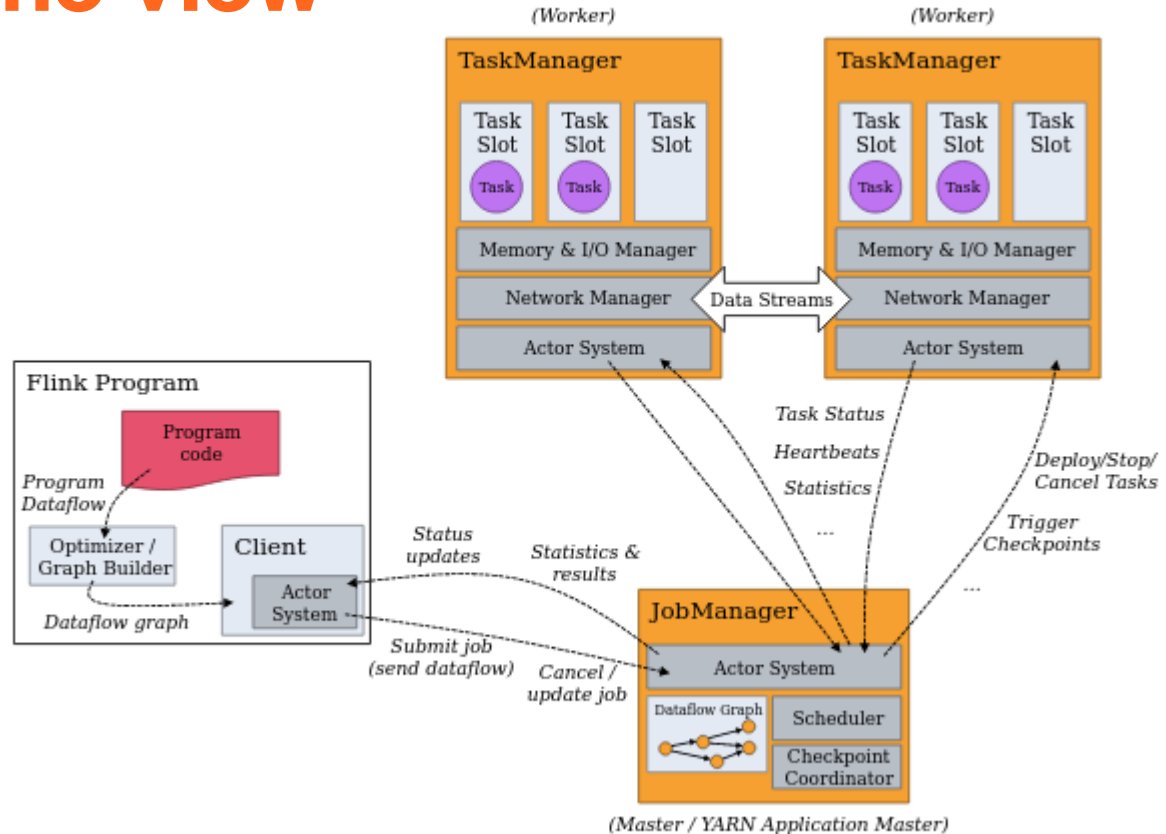 (Worker)
(Worker)
TaskManager
Task
Slot
Task
Slot
Task
Slot
Task
Task
Memory & I/O Manager
Network Manager
Actor System
Data Streams
TaskManager
Task
Slot
Task
Slot
Task
Slot
Task
Task
Memory & I/O Manager
Network Manager
Actor System
Flink Program
Program
code
Program
Dataflow
Optimizer /
Graph Builder
Dataflow graph
Client
Actor
System
Status
updates
Statistics &
results
Submit job
(send dataflow)
Cancel /
update job
Task Status
Heartbeats
Statistics
...
Deploy/Stop/
Cancel Tasks
Trigger
Checkpoints
...
JobManager
Actor System
Dataflow Graph
Scheduler
Checkpoint
Coordinator
(Master / YARN Application Master)